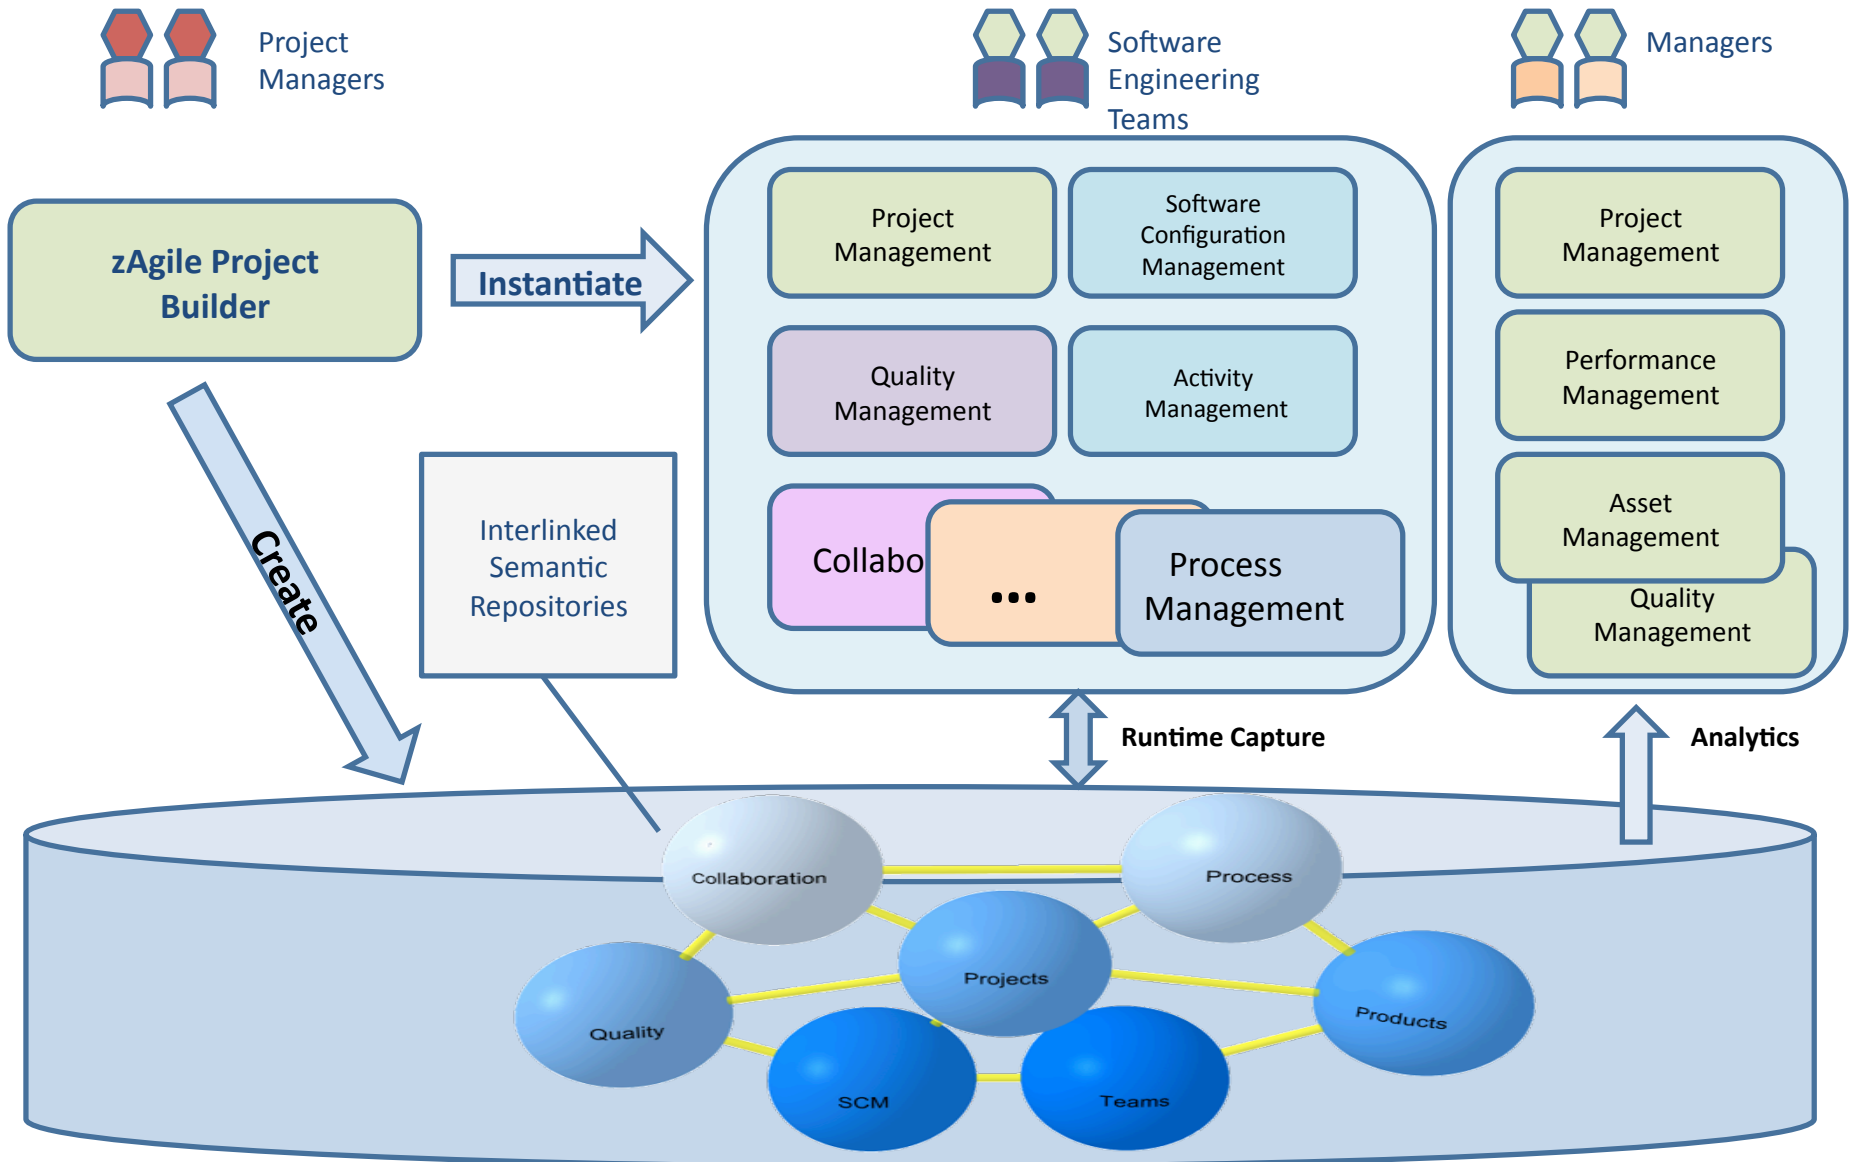 Project
Managers
Software
Engineering
Teams
Managers
zAgile Project
Builder
Instantiate
Create
Interlinked
Semantic
Repositories
Project
Management
Software
Configuration
Management
Quality
Management
Activity
Management
Collabo
...
Process
Management
Project
Management
Performance
Management
Asset
Management
Quality
Management
Runtime Capture
Analytics
Collaboration
Process
Projects
Quality
Products
SCM
Teams